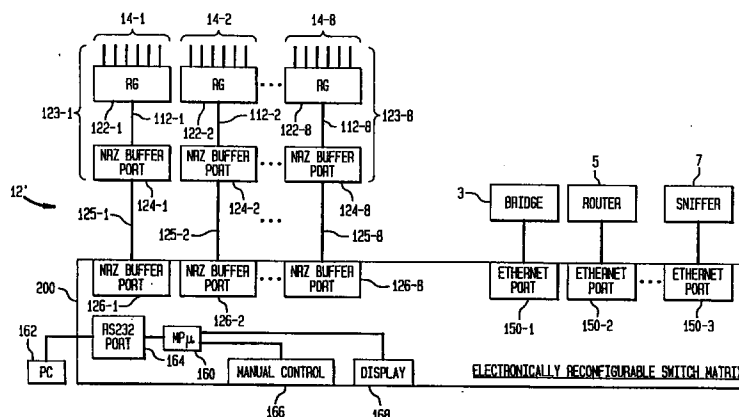 14-1 14-2 14-8
RG RG ••• RG
123-1 122-1 112-1 122-2 112-2 122-8 112-8 123-8
NRZ BUFFER PORT NRZ BUFFER PORT ••• NRZ BUFFER PORT
124-1 124-2 124-8
12'
125-1 125-2 ••• 125-8
3 BRIDGE 5 ROUTER 7 SNIFFER
200
NRZ BUFFER PORT NRZ BUFFER PORT ••• NRZ BUFFER PORT 126-8
126-1 126-2
ETHERNET PORT ETHERNET PORT ••• ETHERNET PORT
150-1 150-2 150-3
162 PC
RS232 PORT
164
MPμ
160
MANUAL CONTROL
166
DISPLAY
168
ELECTRONICALLY RECONFIGURABLE SWITCH MATRI